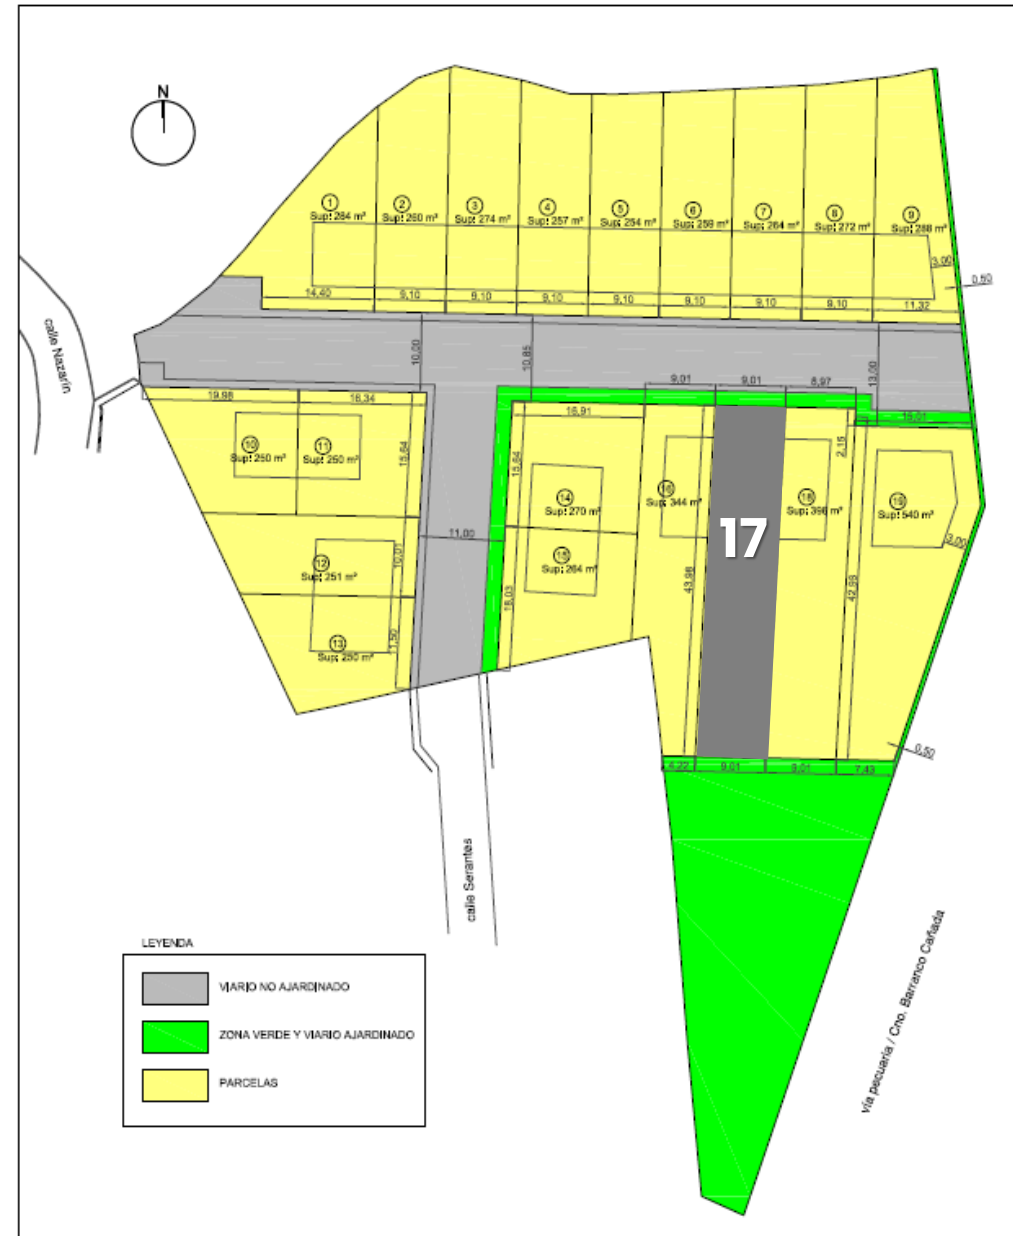 N
1
Sup: 284 m²
2
Sup: 260 m²
3
Sup: 274 m²
4
Sup: 257 m²
5
Sup: 254 m²
6
Sup: 259 m²
7
Sup: 264 m²
8
Sup: 272 m²
9
Sup: 288 m²
3,00
0,50
14,40
9,10
9,10
9,10
9,10
9,10
9,10
9,10
11,32
calle Nazarín
10,00
10,85
13,00
9,01
9,01
8,97
19,98
16,34
16,91
15,01
10
Sup: 250 m²
11
Sup: 250 m²
15,64
15,64
2,15
14
Sup: 270 m²
16
Sup: 344 m²
17
18
Sup: 396 m²
19
Sup: 540 m²
11,00
3,00
12
Sup: 251 m²
10,01
15
Sup: 264 m²
18,03
43,96
42,96
13
Sup: 250 m²
11,50
0,50
4,22
9,01
9,01
7,43
calle Serantes
vía pecuaria / Cno. Barranco Cañada
LEYENDA
VIARIO NO AJARDINADO
ZONA VERDE Y VIARIO AJARDINADO
PARCELAS